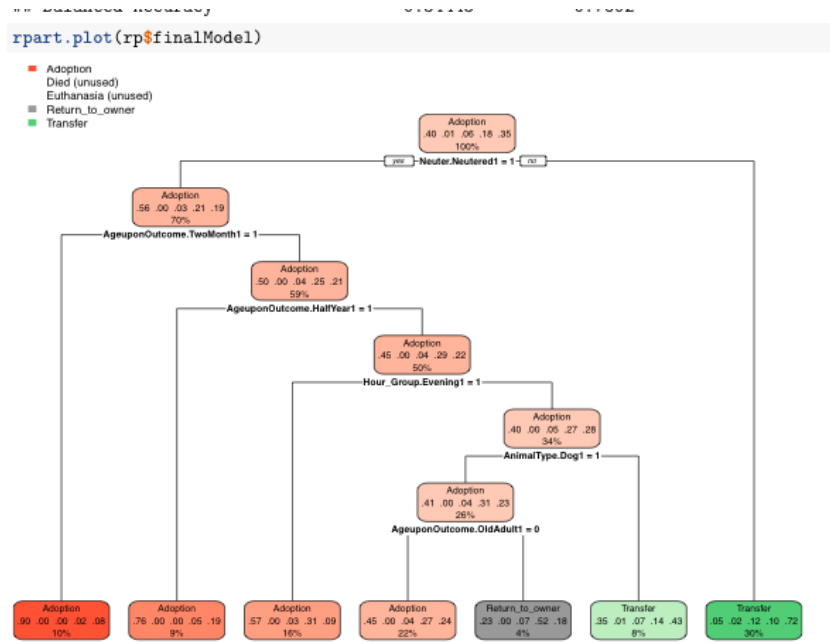 rpart.plot(rp$finalModel)
Adoption
Died (unused)
Euthanasia (unused)
Return_to_owner
Transfer
Adoption
.40 .01 .06 .18 .35
100%
yes Neuter.Neutered1 = 1 no
Adoption
.56 .00 .03 .21 .19
70%
AgeuponOutcome.TwoMonth1 = 1
Adoption
.50 .00 .04 .25 .21
59%
AgeuponOutcome.HalfYear1 = 1
Adoption
.45 .00 .04 .29 .22
50%
Hour_Group.Evening1 = 1
Adoption
.40 .00 .05 .27 .28
34%
AnimalType.Dog1 = 1
Adoption
.41 .00 .04 .31 .23
26%
AgeuponOutcome.OldAdult1 = 0
Adoption
.90 .00 .00 .02 .08
10%
Adoption
.76 .00 .00 .05 .19
9%
Adoption
.57 .00 .03 .31 .09
16%
Adoption
.45 .00 .04 .27 .24
22%
Return_to_owner
.23 .00 .07 .52 .18
4%
Transfer
.35 .01 .07 .14 .43
8%
Transfer
.05 .02 .12 .10 .72
30%